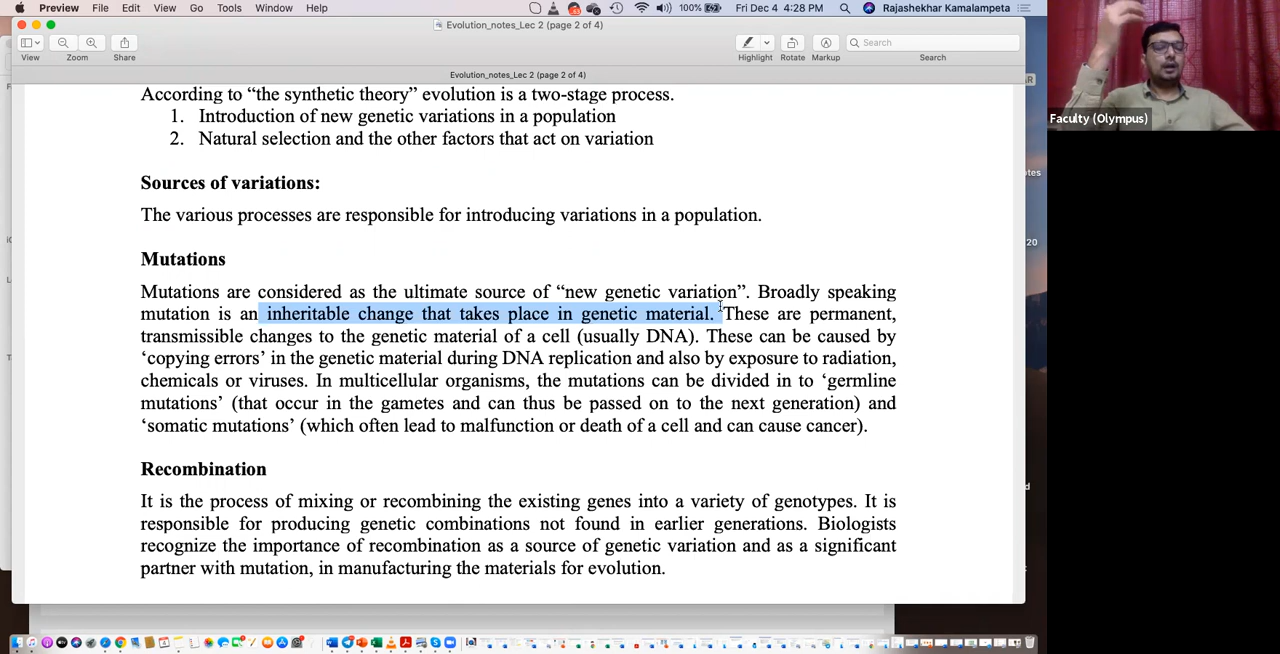 Preview File Edit View Go Tools Window Help 100% Fri Dec 4 4:28 PM Rajashekhar Kamalampeta
Evolution_notes_Lec 2 (page 2 of 4)
View Zoom Share Highlight Rotate Markup Search
Search
Evolution_notes_Lec 2 (page 2 of 4)
According to “the synthetic theory” evolution is a two-stage process.
1. Introduction of new genetic variations in a population
2. Natural selection and the other factors that act on variation
Sources of variations:
The various processes are responsible for introducing variations in a population.
Mutations
Mutations are considered as the ultimate source of “new genetic variation”. Broadly speaking
mutation is an inheritable change that takes place in genetic material. These are permanent,
transmissible changes to the genetic material of a cell (usually DNA). These can be caused by
‘copying errors’ in the genetic material during DNA replication and also by exposure to radiation,
chemicals or viruses. In multicellular organisms, the mutations can be divided in to ‘germline
mutations’ (that occur in the gametes and can thus be passed on to the next generation) and
‘somatic mutations’ (which often lead to malfunction or death of a cell and can cause cancer).
Recombination
It is the process of mixing or recombining the existing genes into a variety of genotypes. It is
responsible for producing genetic combinations not found in earlier generations. Biologists
recognize the importance of recombination as a source of genetic variation and as a significant
partner with mutation, in manufacturing the materials for evolution.
Faculty (Olympus)